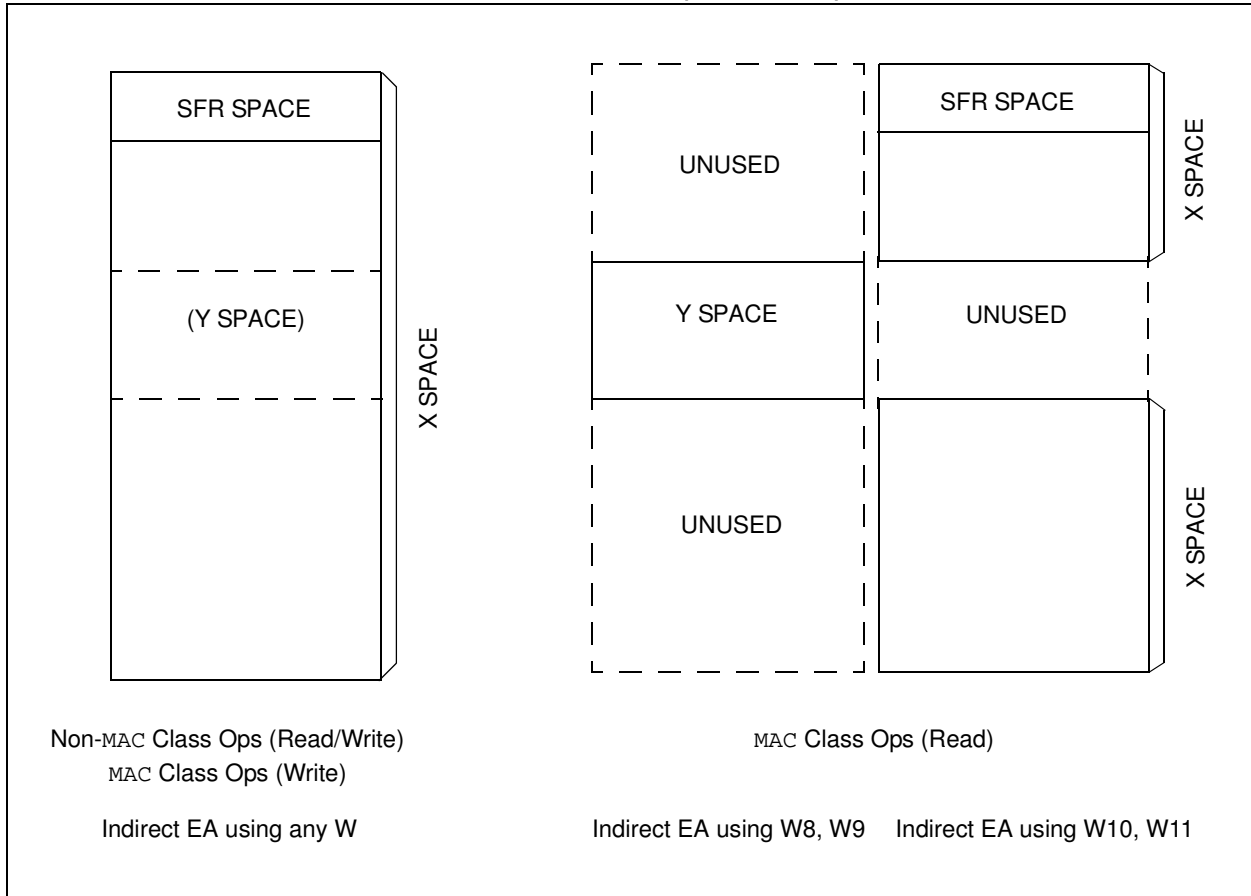 SFR SPACE
(Y SPACE)
X SPACE
Non-MAC Class Ops (Read/Write)
MAC Class Ops (Write)
Indirect EA using any W
UNUSED
Y SPACE
UNUSED
SFR SPACE
UNUSED
X SPACE
X SPACE
MAC Class Ops (Read)
Indirect EA using W8, W9
Indirect EA using W10, W11